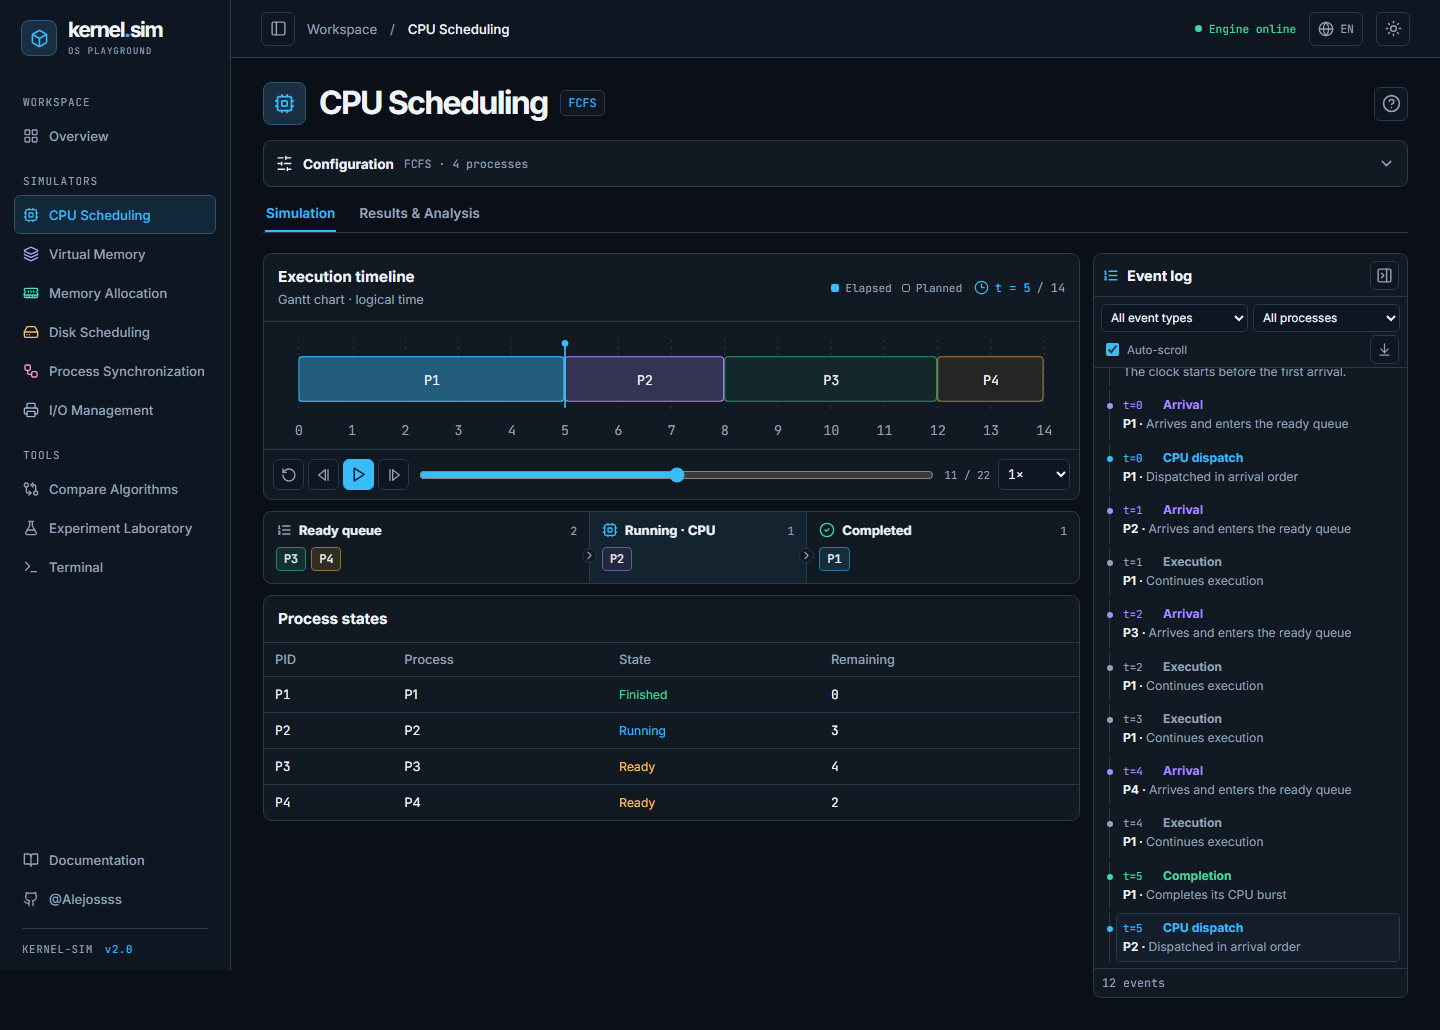 kernel.sim
OS PLAYGROUND
WORKSPACE
Overview
SIMULATORS
CPU Scheduling
Virtual Memory
Memory Allocation
Disk Scheduling
Process Synchronization
I/O Management
TOOLS
Compare Algorithms
Experiment Laboratory
Terminal
Documentation
@Alejossss
KERNEL-SIM v2.0
Workspace / CPU Scheduling
Engine online
EN
CPU Scheduling
FCFS
Configuration FCFS · 4 processes
Simulation
Results & Analysis
Execution timeline
Gantt chart · logical time
Elapsed
Planned
t = 5 / 14
P1
P2
P3
P4
0 1 2 3 4 5 6 7 8 9 10 11 12 13 14
11 / 22
1×
Ready queue 2
P3 P4
Running · CPU 1
P2
Completed 1
P1
Process states
PID Process State Remaining
P1 P1 Finished 0
P2 P2 Running 3
P3 P3 Ready 4
P4 P4 Ready 2
Event log
All event types
All processes
Auto-scroll
The clock starts before the first arrival.
t=0 Arrival
P1 · Arrives and enters the ready queue
t=0 CPU dispatch
P1 · Dispatched in arrival order
t=1 Arrival
P2 · Arrives and enters the ready queue
t=1 Execution
P1 · Continues execution
t=2 Arrival
P3 · Arrives and enters the ready queue
t=2 Execution
P1 · Continues execution
t=3 Execution
P1 · Continues execution
t=4 Arrival
P4 · Arrives and enters the ready queue
t=4 Execution
P1 · Continues execution
t=5 Completion
P1 · Completes its CPU burst
t=5 CPU dispatch
P2 · Dispatched in arrival order
12 events